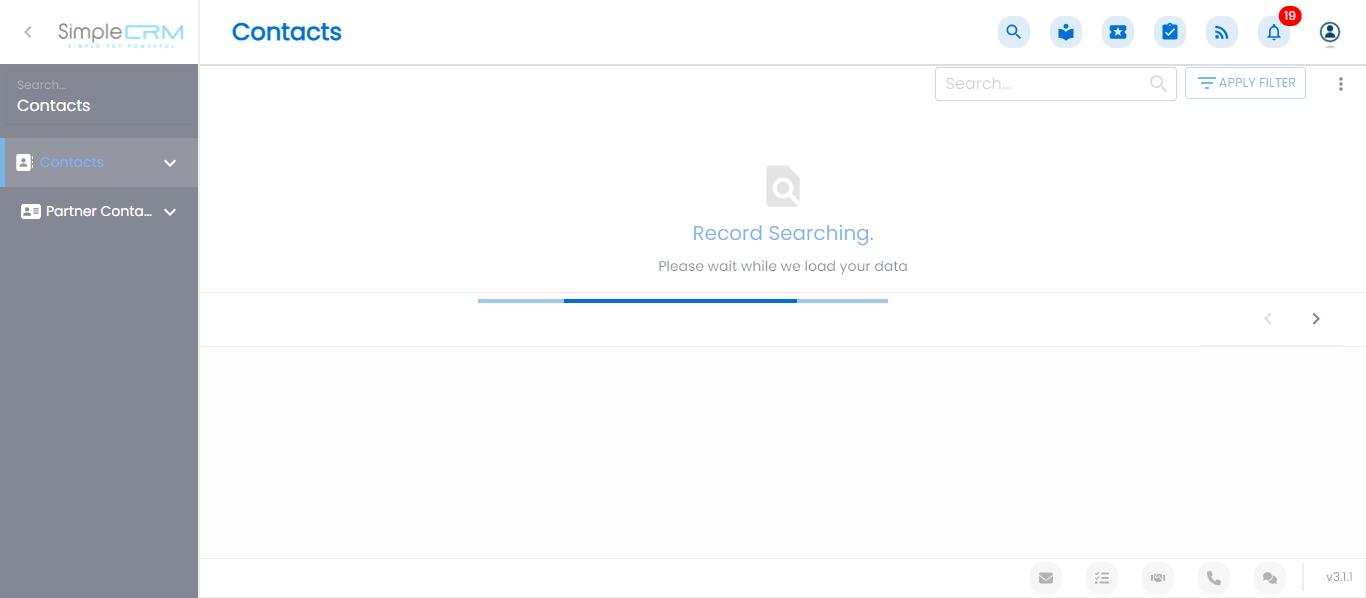 SimpleCRM
SIMPLE YET POWERFUL
Contacts
19
Search...
Contacts
Contacts
Partner Conta...
Search...
APPLY FILTER
Record Searching.
Please wait while we load your data
v3.1.1